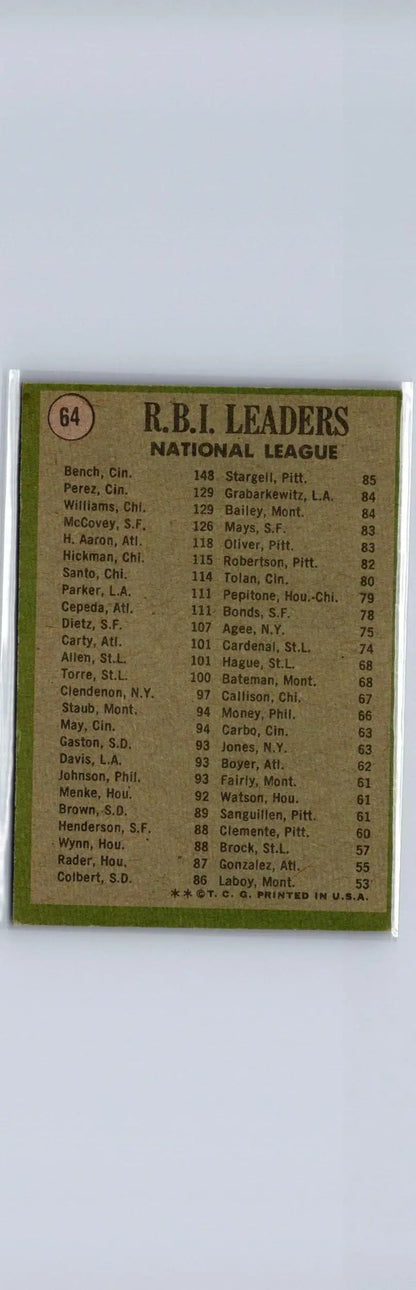 64
R.B.I. LEADERS
NATIONAL LEAGUE
Bench, Cin. 148 Stargell, Pitt. 85
Perez, Cin. 129 Grabarkewitz, L.A. 84
Williams, Chi. 129 Bailey, Mont. 84
McCovey, S.F. 126 Mays, S.F. 83
H. Aaron, Atl. 118 Oliver, Pitt. 83
Hickman, Chi. 115 Robertson, Pitt. 82
Santo, Chi. 114 Tolan, Cin. 80
Parker, L.A. 111 Pepitone, Hou.-Chi. 79
Cepeda, Atl. 111 Bonds, S.F. 78
Dietz, S.F. 107 Agee, N.Y. 75
Carty, Atl. 101 Cardenal, St.L. 74
Allen, St.L. 101 Hague, St.L. 68
Torre, St.L. 100 Bateman, Mont. 68
Clendenon, N.Y. 97 Callison, Chi. 67
Staub, Mont. 94 Money, Phil. 66
May, Cin. 94 Carbo, Cin. 63
Gaston, S.D. 93 Jones, N.Y. 63
Davis, L.A. 93 Boyer, Atl. 62
Johnson, Phil. 93 Fairly, Mont. 61
Menke, Hou. 92 Watson, Hou. 61
Brown, S.D. 89 Sanguillen, Pitt. 61
Henderson, S.F. 88 Clemente, Pitt. 60
Wynn, Hou. 88 Brock, St.L. 57
Rader, Hou. 87 Gonzalez, Atl. 55
Colbert, S.D. 86 Laboy, Mont. 53
**©T. C. G. PRINTED IN U.S.A.